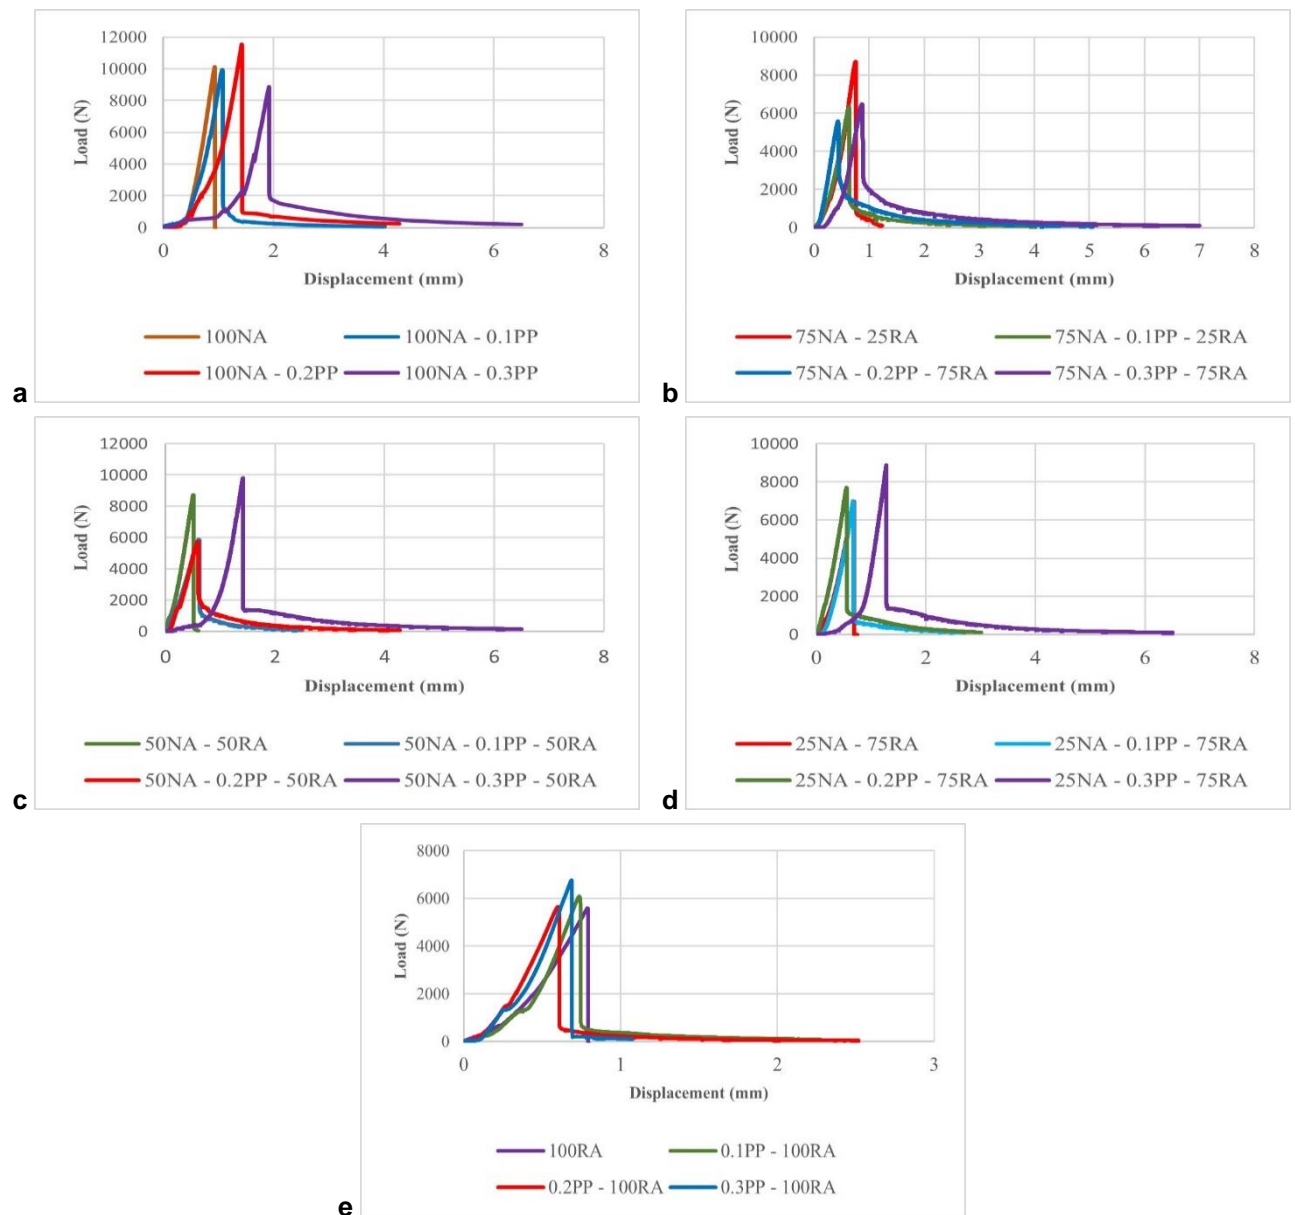 12000
10000
8000
6000
4000
2000
0
Load (N)
0 2 4 6 8
Displacement (mm)
100NA 100NA - 0.1PP
100NA - 0.2PP 100NA - 0.3PP
a
10000
8000
6000
4000
2000
0
Load (N)
0 1 2 3 4 5 6 7 8
Displacement (mm)
75NA - 25RA 75NA - 0.1PP - 25RA
75NA - 0.2PP - 75RA 75NA - 0.3PP - 75RA
b
12000
10000
8000
6000
4000
2000
0
Load (N)
0 2 4 6 8
Displacement (mm)
50NA - 50RA 50NA - 0.1PP - 50RA
50NA - 0.2PP - 50RA 50NA - 0.3PP - 50RA
c
10000
8000
6000
4000
2000
0
Load (N)
0 2 4 6 8
Displacement (mm)
25NA - 75RA 25NA - 0.1PP - 75RA
25NA - 0.2PP - 75RA 25NA - 0.3PP - 75RA
d
8000
6000
4000
2000
0
Load (N)
0 1 2 3
Displacement (mm)
100RA 0.1PP - 100RA
0.2PP - 100RA 0.3PP - 100RA
e